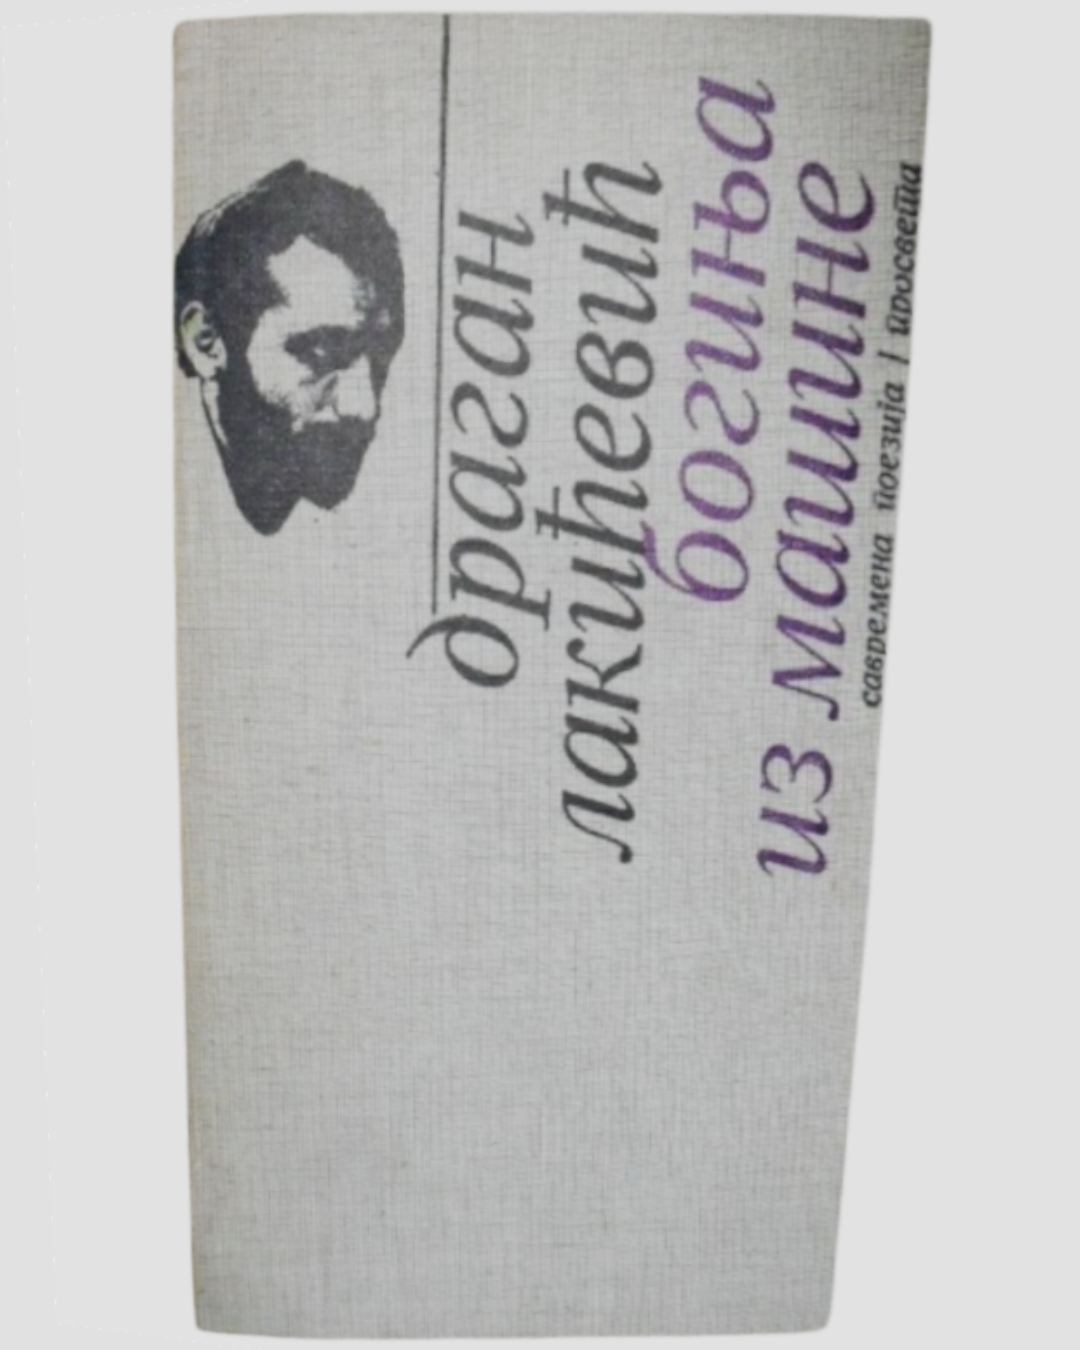 драган
лакићевић
богиња
из машине
савремена поезија / просвета